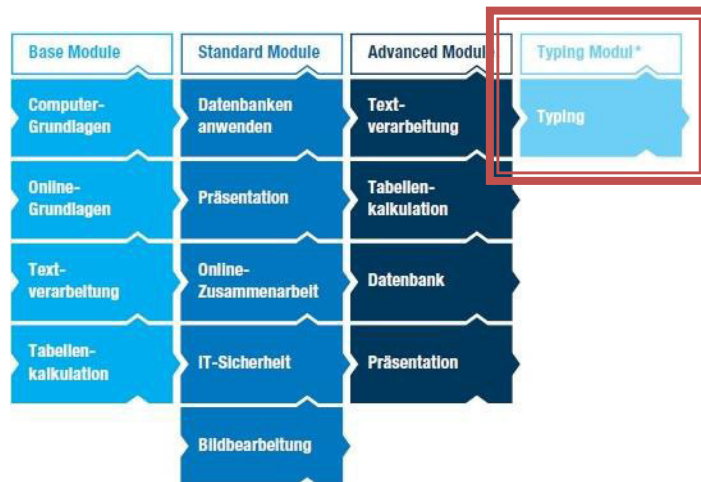 Base Module
Computer-
Grundlagen
Online-
Grundlagen
Text-
verarbeitung
Tabellen-
kalkulation
Standard Module
Datenbanken
anwenden
Präsentation
Online-
Zusammenarbeit
IT-Sicherheit
Bildbearbeitung
Advanced Module
Text-
verarbeitung
Tabellen-
kalkulation
Datenbank
Präsentation
Typing Modul*
Typing